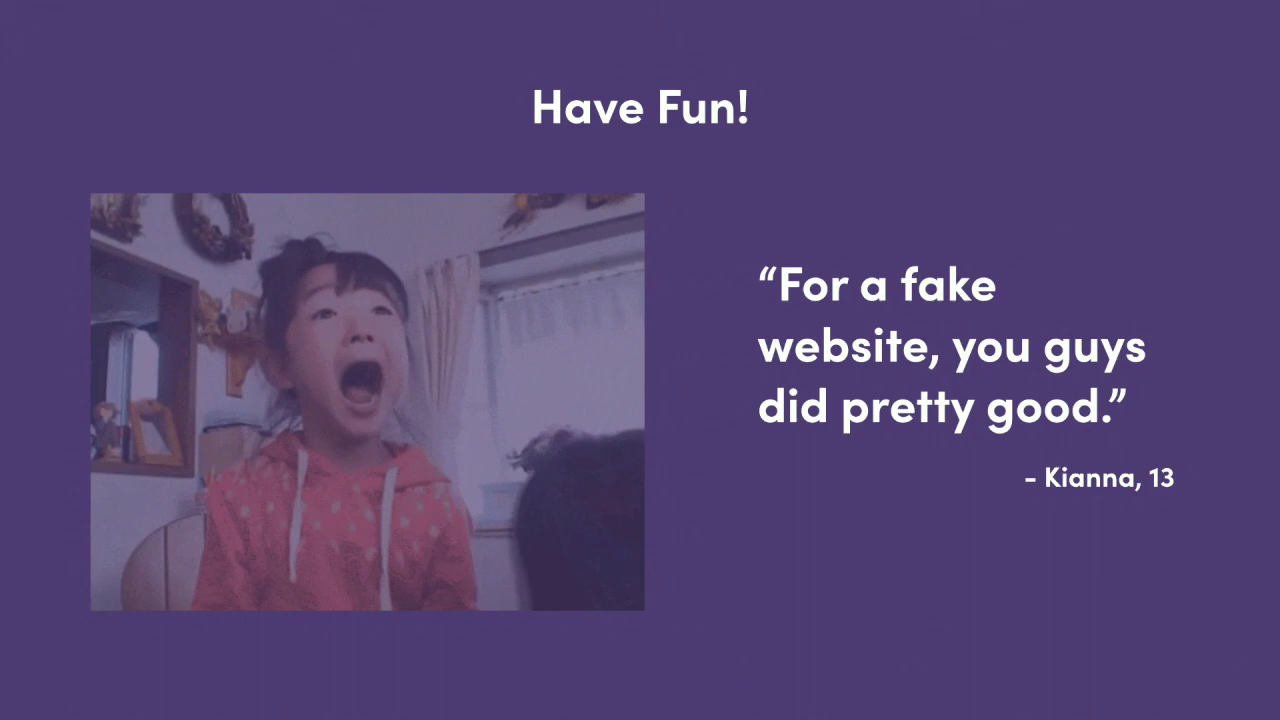 Have Fun!
“For a fake
website, you guys
did pretty good.”
- Kianna, 13